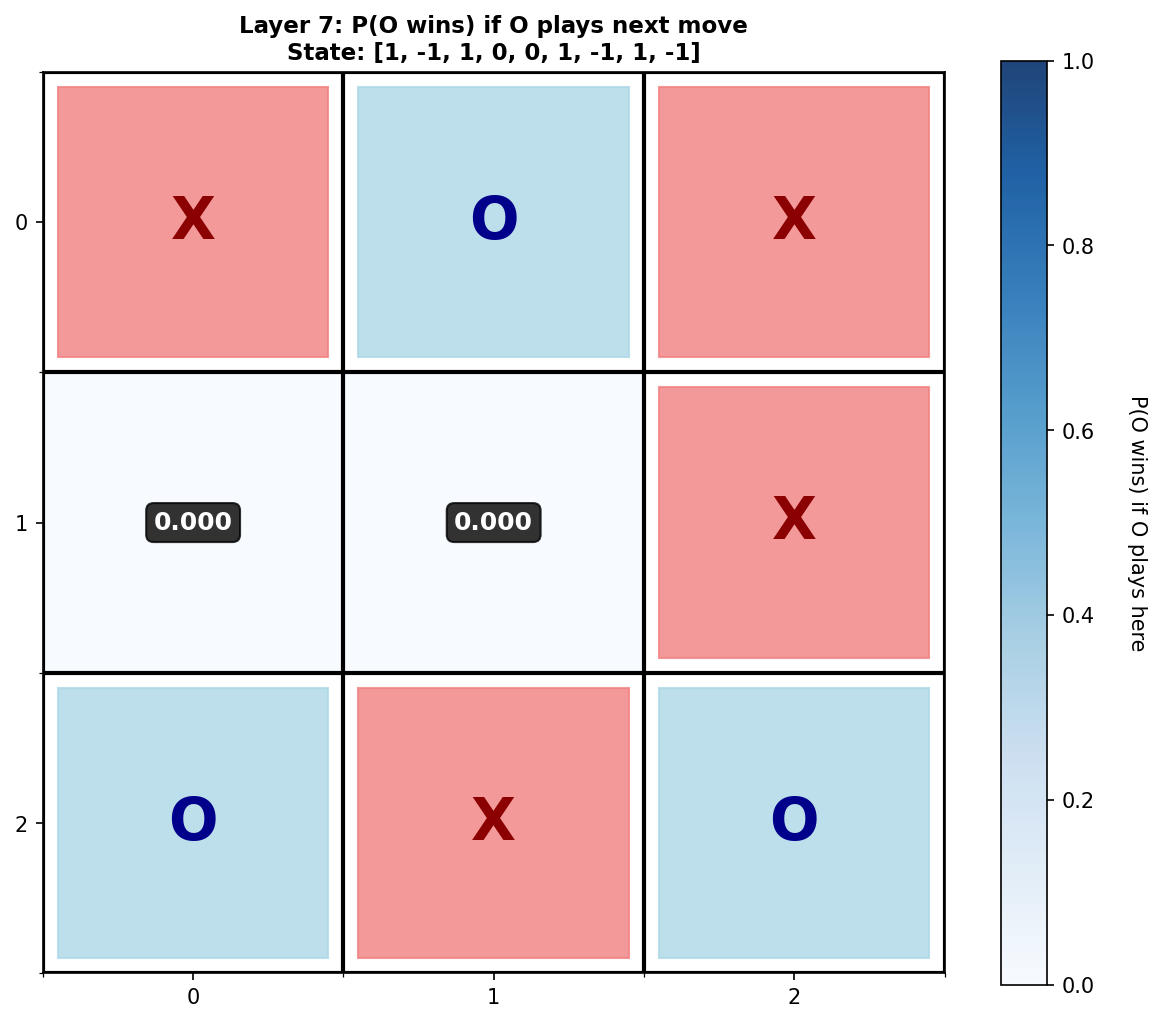 Layer 7: P(O wins) if O plays next move
State: [1, -1, 1, 0, 0, 1, -1, 1, -1]
X
O
X
0
0.000
0.000
X
1
O
X
O
2
0
1
2
1.0
0.8
0.6
0.4
0.2
0.0
P(O wins) if O plays here